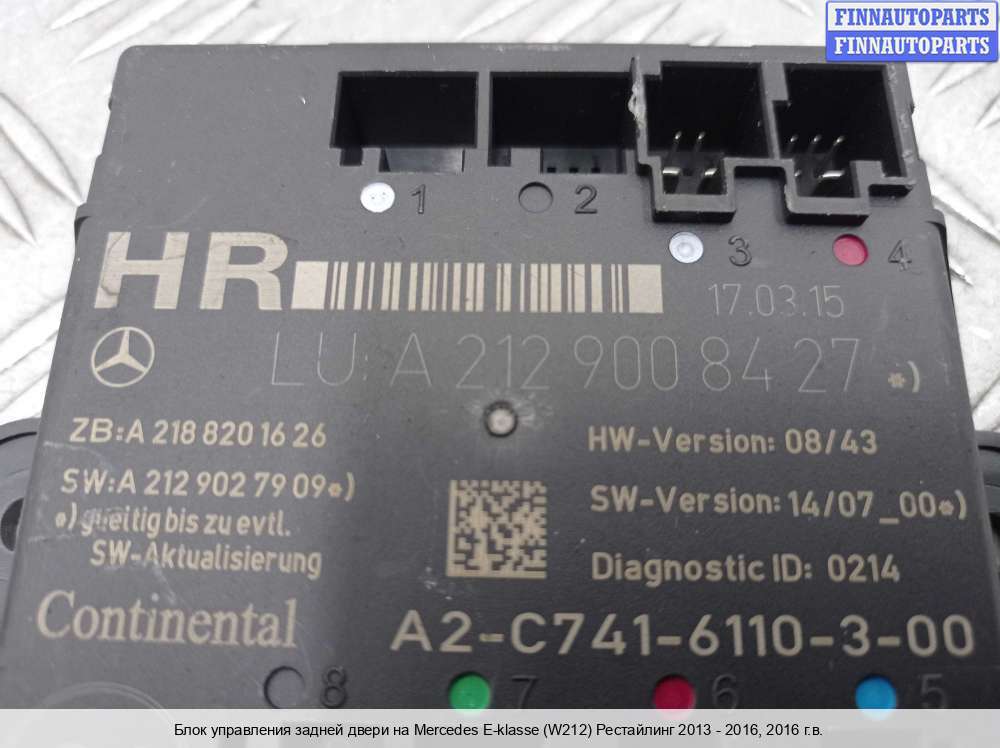 FINNAUTOPARTS
FINNAUTOPARTS
1 2 3 4
HR
17.03.15
LU: A 212 900 84 27 *)
ZB: A 218 820 16 26
HW-Version: 08/43
SW: A 212 902 79 09*)
SW-Version: 14/07_00*)
*) gueltig bis zu evtl.
SW-Aktualisierung
Diagnostic ID: 0214
Continental
A2-C741-6110-3-00
8 7 6 5
Блок управления задней двери на Mercedes E-klasse (W212) Рестайлинг 2013 - 2016, 2016 г.в.